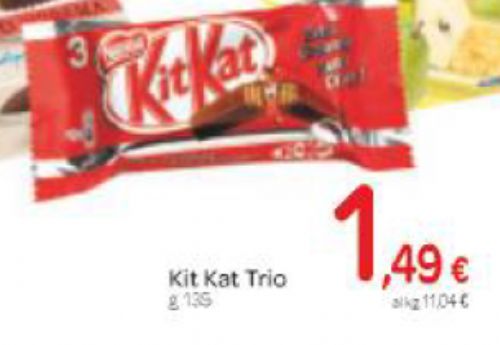 3
Nestlé
KitKat
1,49 €
Kit Kat Trio
g 135
al kg 11,04 €